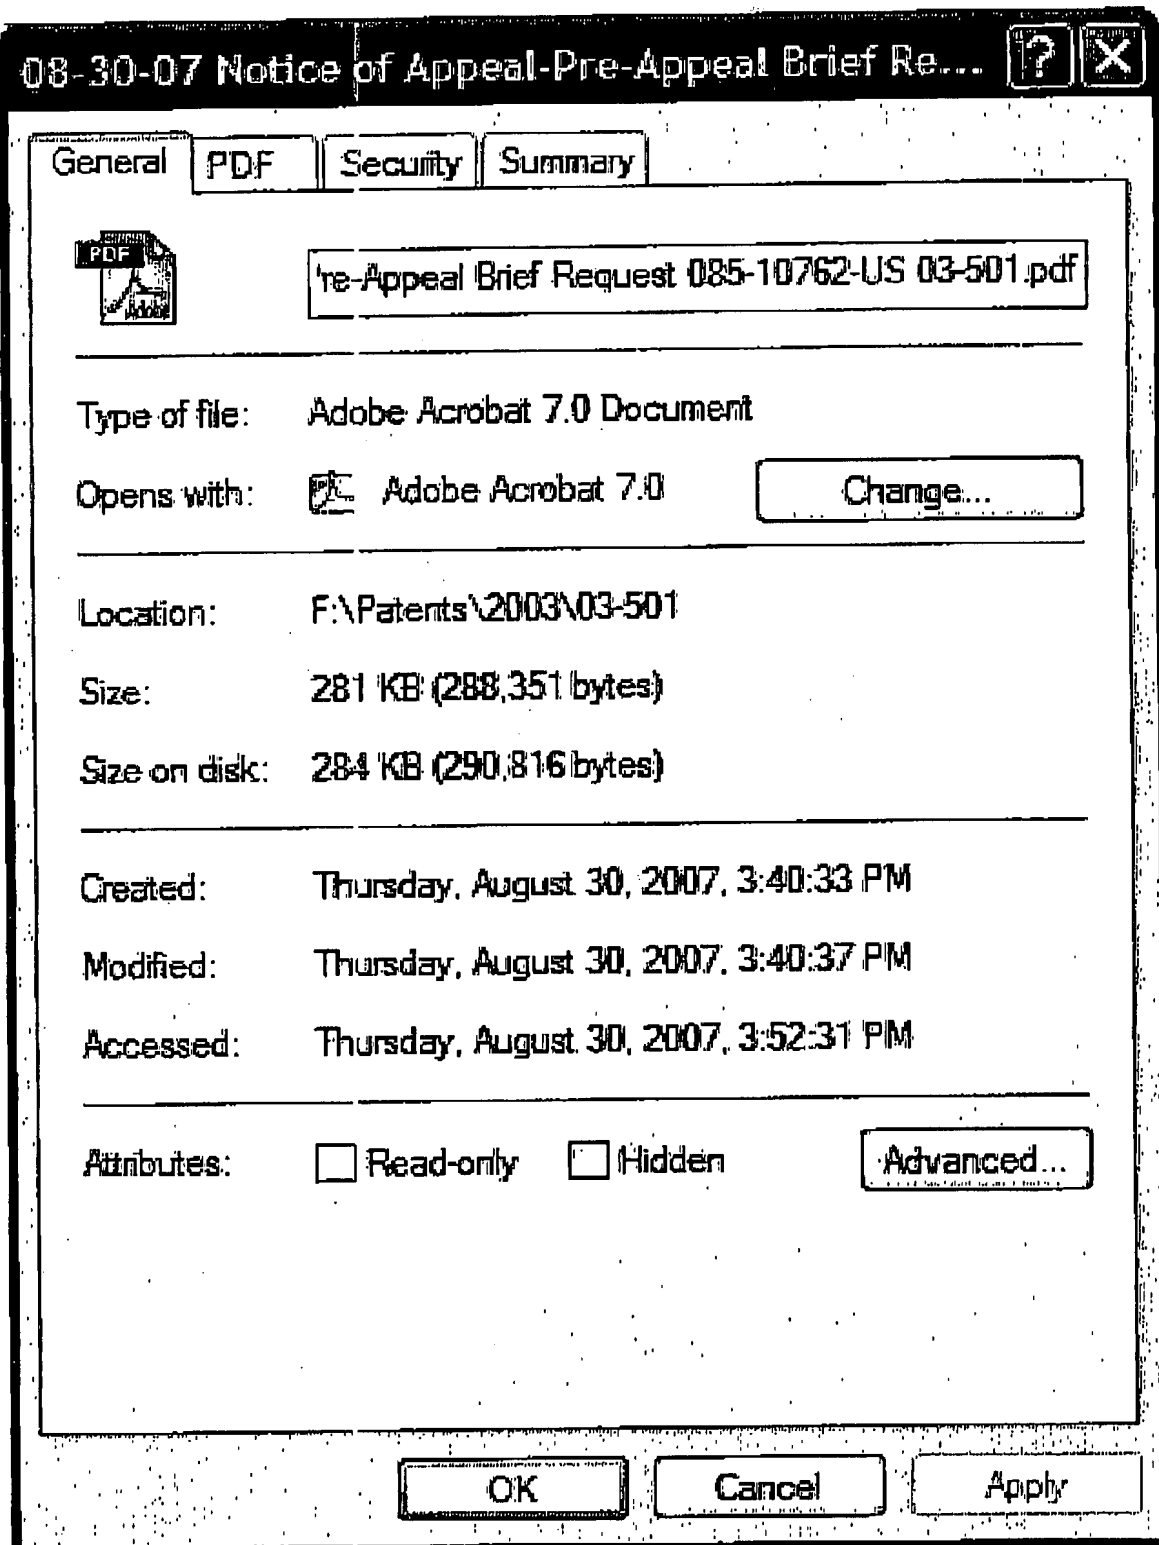 08-30-07 Notice of Appeal-Pre-Appeal Brief Re... ? X
General PDF Security Summary
PDF
Adobe
're-Appeal Brief Request 085-10762-US 03-501.pdf
Type of file: Adobe Acrobat 7.0 Document
Opens with: Adobe Acrobat 7.0 Change...
Location: F:\Patents\2003\03-501
Size: 281 KB (288,351 bytes)
Size on disk: 284 KB (290,816 bytes)
Created: Thursday, August 30, 2007, 3:40:33 PM
Modified: Thursday, August 30, 2007, 3:40:37 PM
Accessed: Thursday, August 30, 2007, 3:52:31 PM
Attributes: Read-only Hidden Advanced...
OK Cancel Apply